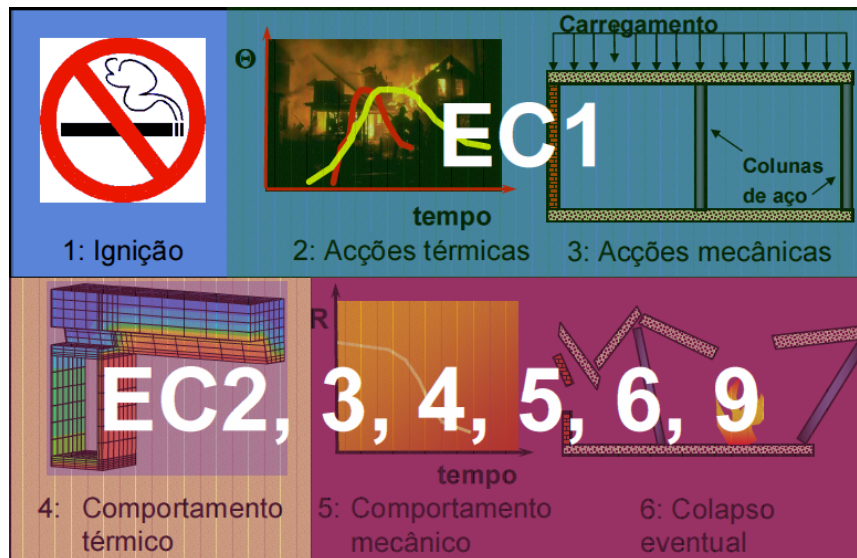 Carregamento
Θ
EC1
Colunas
de aço
tempo
1: Ignição
2: Acções térmicas
3: Acções mecânicas
R
EC2, 3, 4, 5, 6, 9
tempo
4: Comportamento
térmico
5: Comportamento
mecânico
6: Colapso
eventual